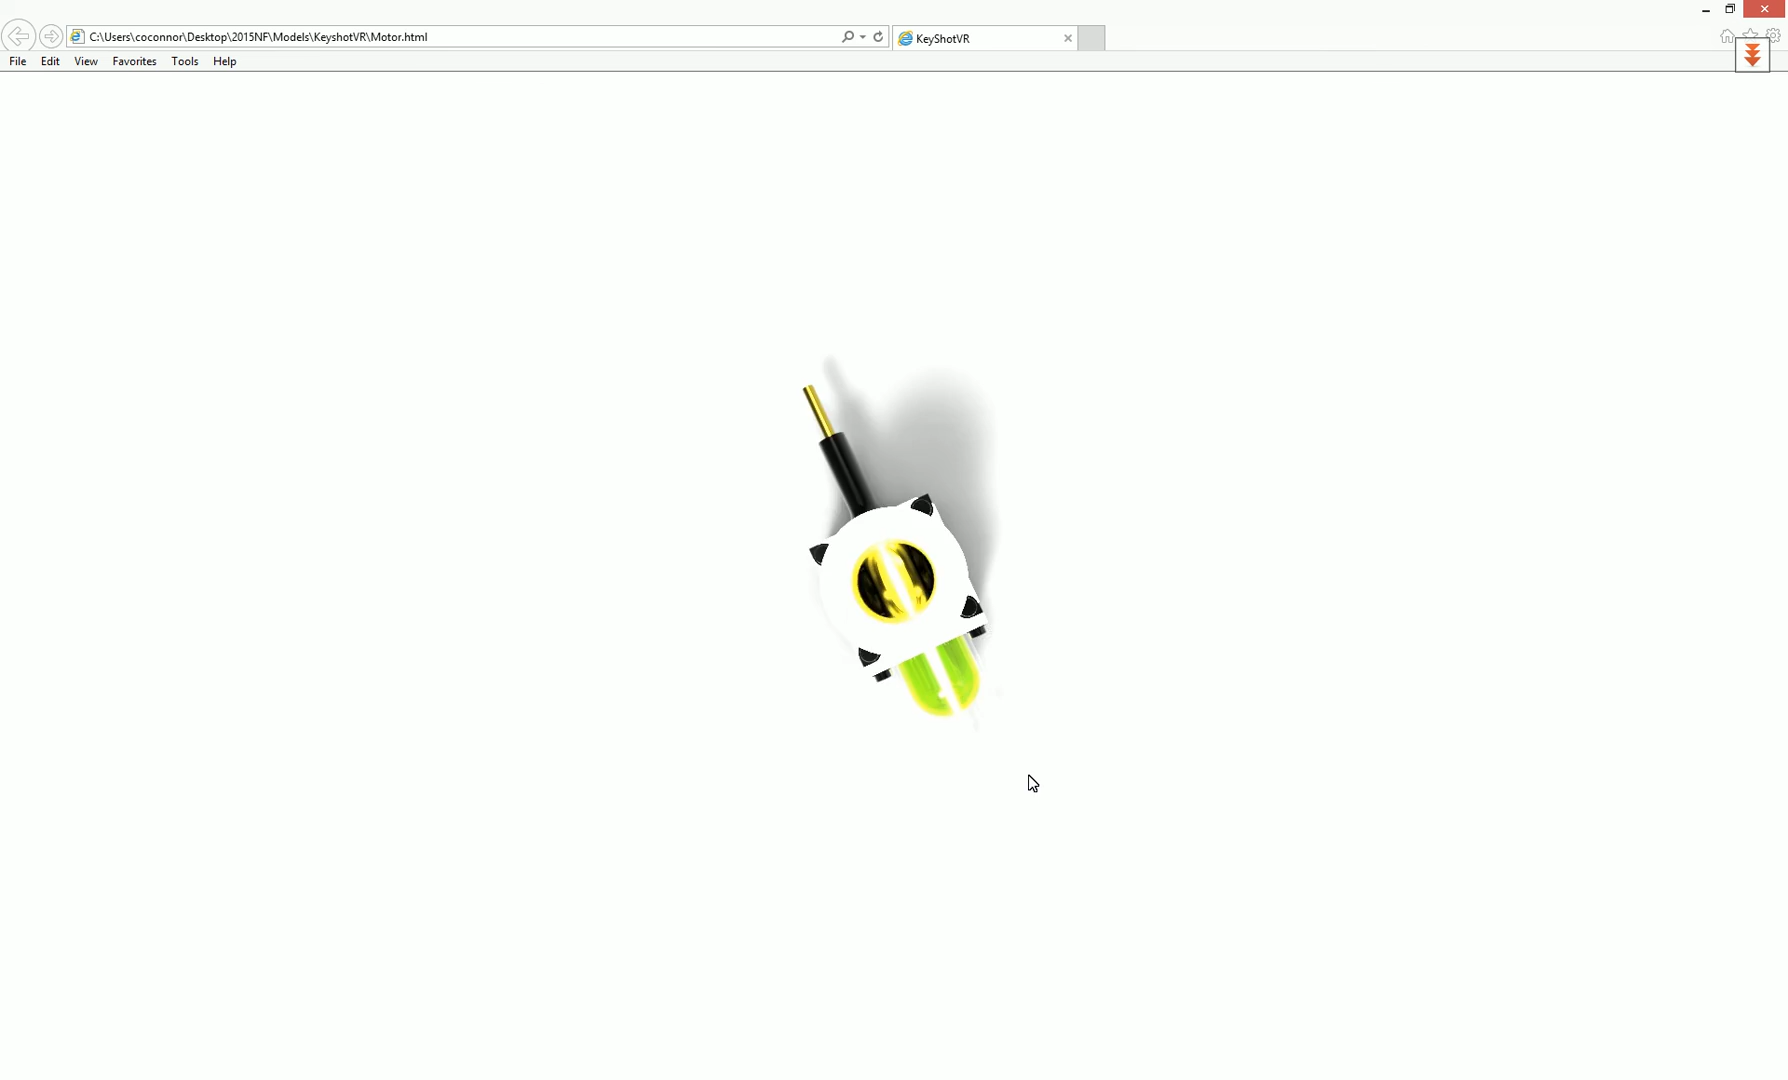 C:\Users\coconnor\Desktop\2015NF\Models\KeyshotVR\Motor.html
KeyShotVR
File Edit View Favorites Tools Help